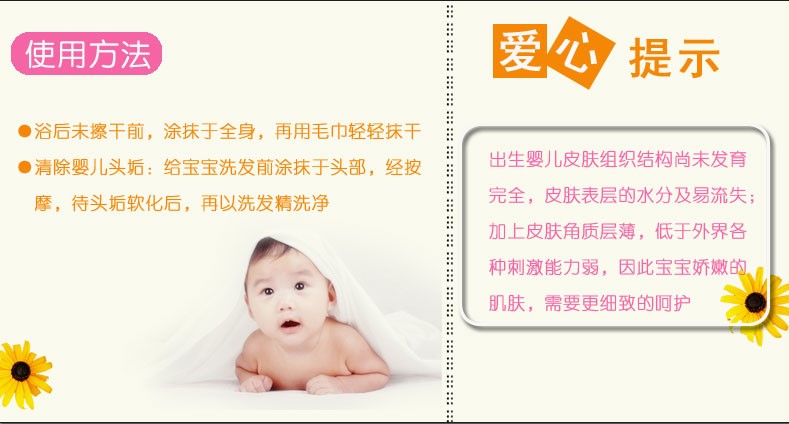 使用方法
●浴后未擦干前，涂抹于全身，再用毛巾轻轻抹干
●清除婴儿头垢：给宝宝洗发前涂抹于头部，经按
摩，待头垢软化后，再以洗发精洗净
爱心提示
出生婴儿皮肤组织结构尚未发育
完全，皮肤表层的水分及易流失；
加上皮肤角质层薄，低于外界各
种刺激能力弱，因此宝宝娇嫩的
肌肤，需要更细致的呵护